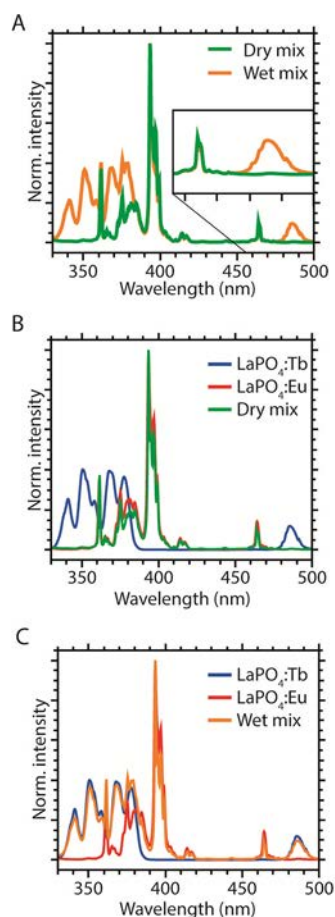 A
Dry mix
Wet mix
Norm. intensity
350 400 450 500
Wavelength (nm)
B
LaPO₄:Tb
LaPO₄:Eu
Dry mix
Norm. intensity
350 400 450 500
Wavelength (nm)
C
LaPO₄:Tb
LaPO₄:Eu
Wet mix
Norm. intensity
350 400 450 500
Wavelength (nm)